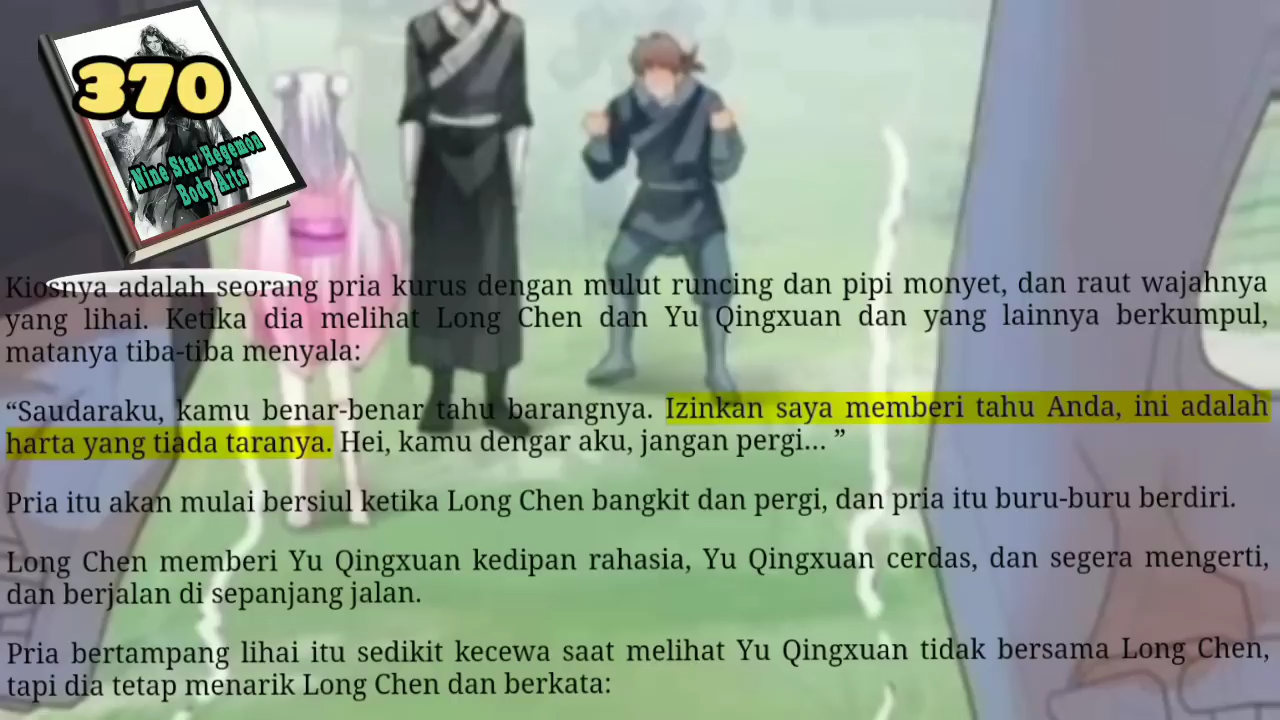 370
Nine Star Hegemon
Body Arts
Kiosnya adalah seorang pria kurus dengan mulut runcing dan pipi monyet, dan raut wajahnya
yang lihai. Ketika dia melihat Long Chen dan Yu Qingxuan dan yang lainnya berkumpul,
matanya tiba-tiba menyala:
“Saudaraku, kamu benar-benar tahu barangnya. Izinkan saya memberi tahu Anda, ini adalah
harta yang tiada taranya. Hei, kamu dengar aku, jangan pergi... ”
Pria itu akan mulai bersiul ketika Long Chen bangkit dan pergi, dan pria itu buru-buru berdiri.
Long Chen memberi Yu Qingxuan kedipan rahasia, Yu Qingxuan cerdas, dan segera mengerti,
dan berjalan di sepanjang jalan.
Pria bertampang lihai itu sedikit kecewa saat melihat Yu Qingxuan tidak bersama Long Chen,
tapi dia tetap menarik Long Chen dan berkata: